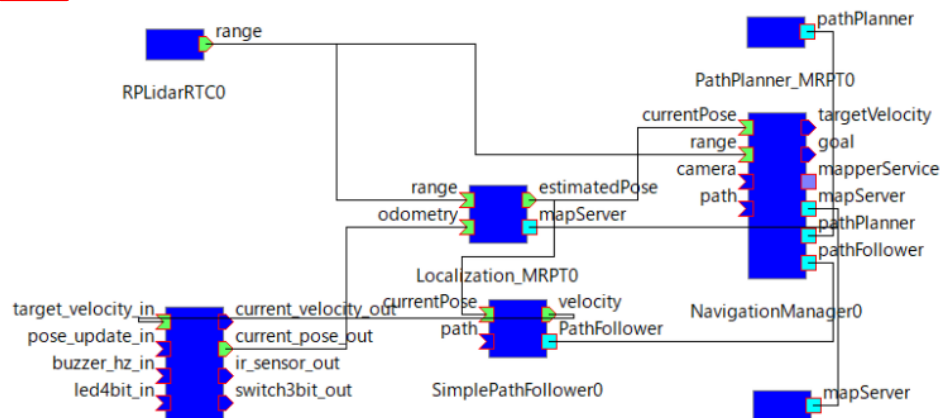 range
RPLidarRTC0
pathPlanner
PathPlanner_MRPT0
currentPose
range
camera
path
targetVelocity
goal
mapperService
mapServer
pathPlanner
pathFollower
NavigationManager0
range
odometry
estimatedPose
mapServer
Localization_MRPT0
currentPose
path
velocity
PathFollower
SimplePathFollower0
target_velocity_in
pose_update_in
buzzer_hz_in
led4bit_in
current_velocity_out
current_pose_out
ir_sensor_out
switch3bit_out
mapServer